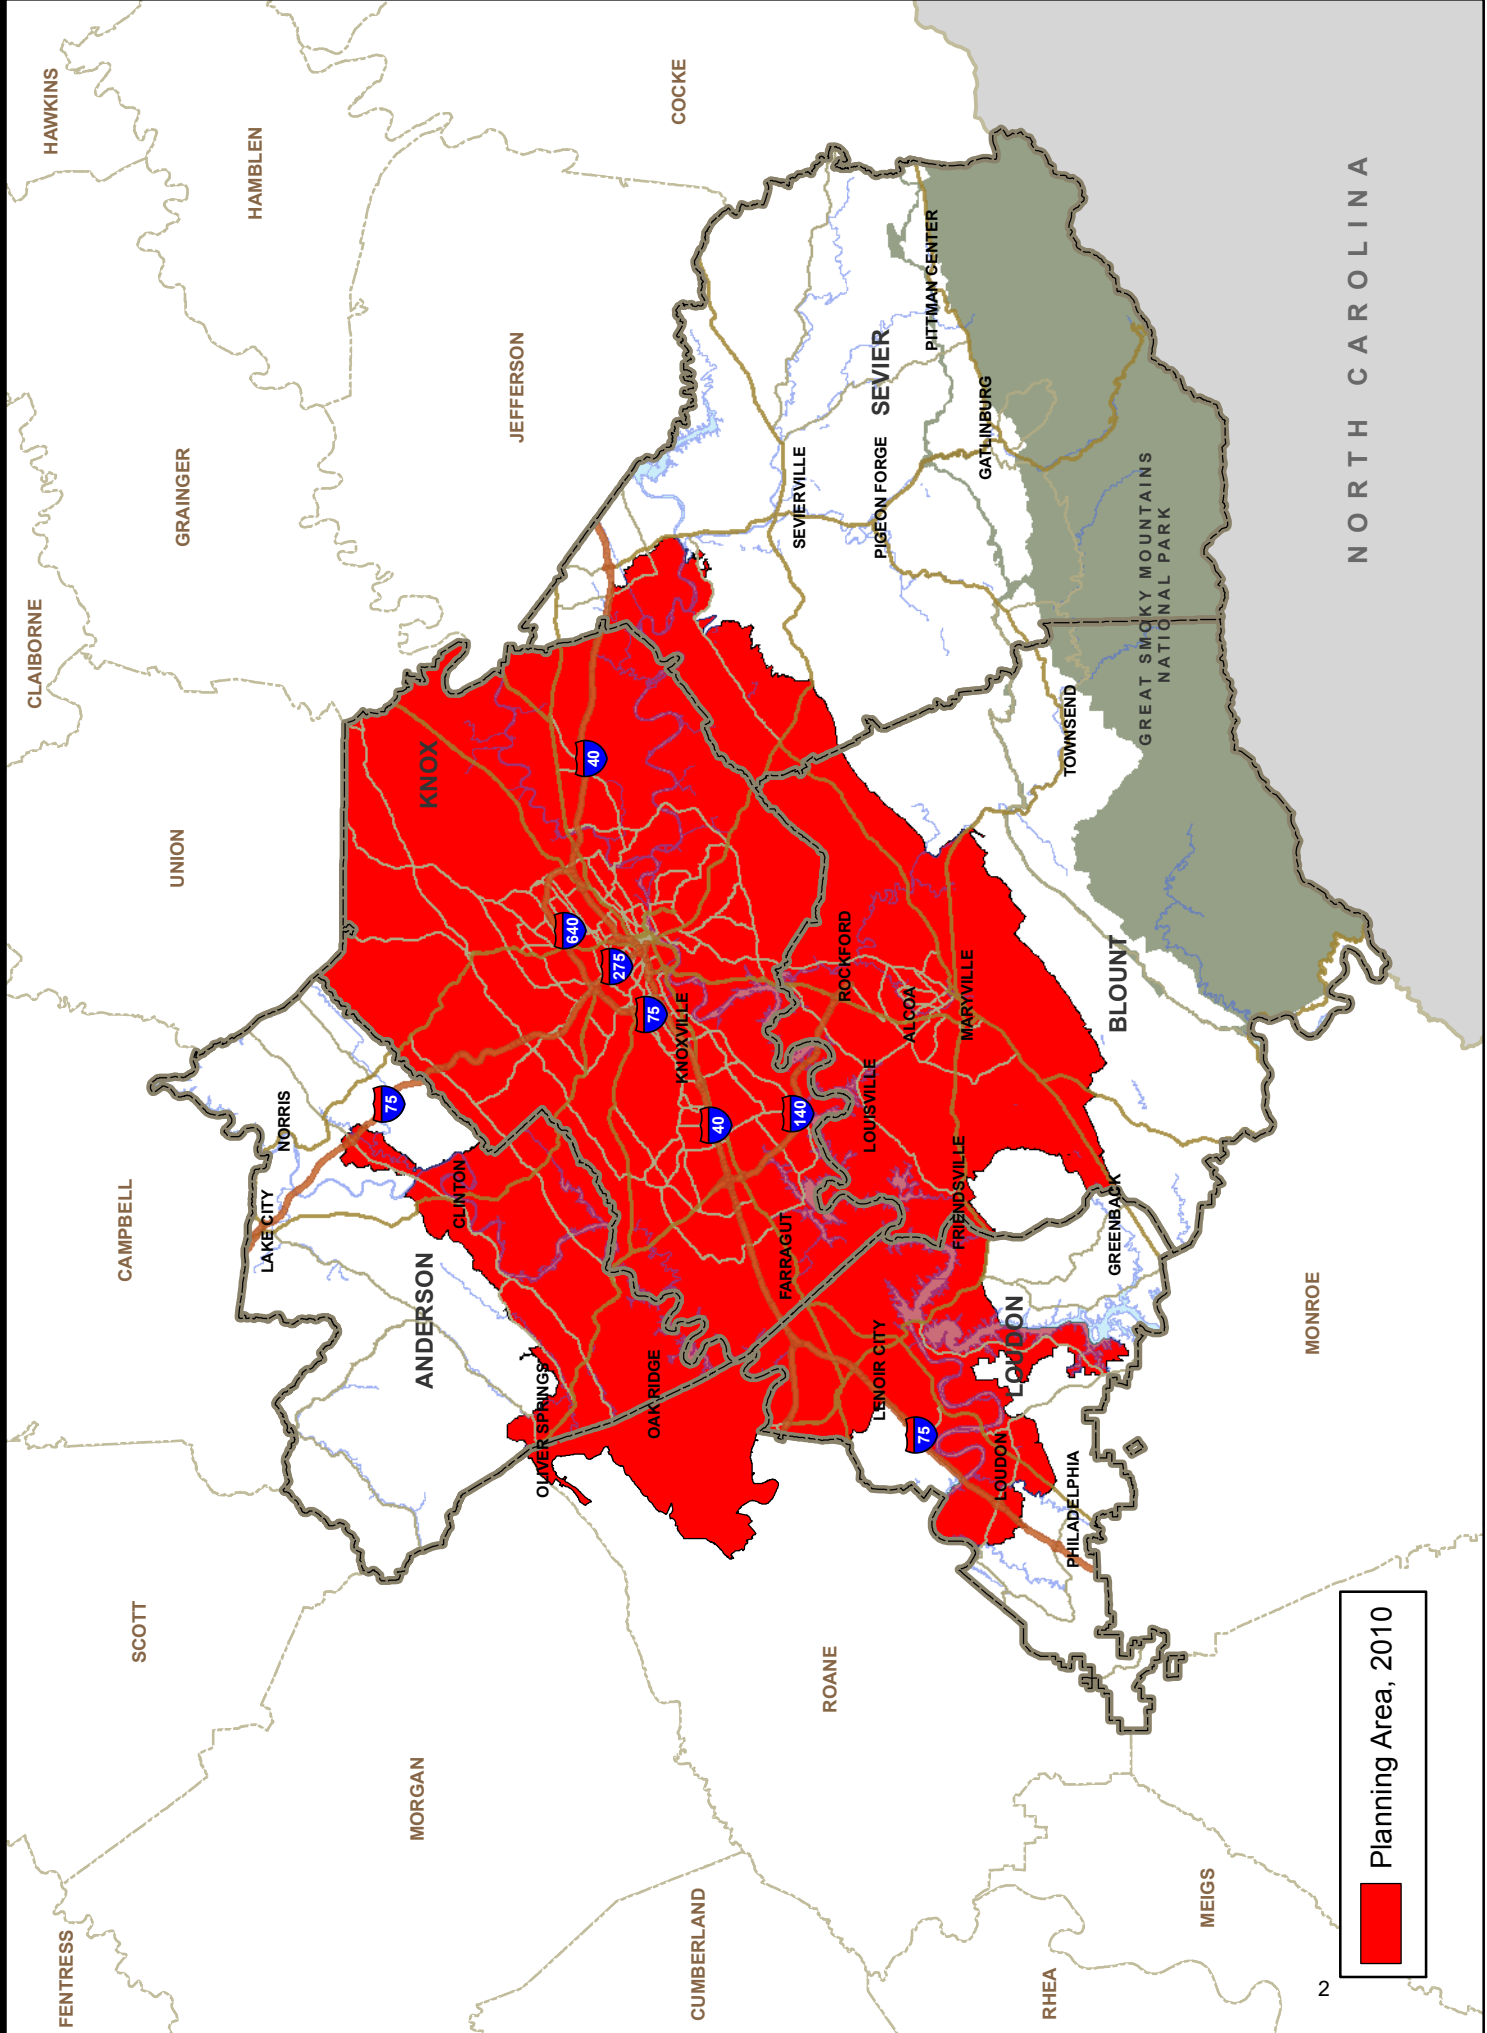 HAWKINS
HAMBLEN
COCKE
CLAIBORNE
GRAINGER
JEFFERSON
UNION
KNOX
40
640
275
75
KNOXVILLE
40
140
FARRAGUT
SEVIER
PITTMAN CENTER
GATLINBURG
PIGEON FORGE
SEVIERVILLE
GREAT SMOKY MOUNTAINS
NATIONAL PARK
NORTH CAROLINA
TOWNSEND
BLOUNT
ROCKFORD
ALCOA
MARYVILLE
LOUISVILLE
FRIENDSVILLE
GREENBACK
CAMPBELL
NORRIS
75
LAKE CITY
CLINTON
ANDERSON
OLIVER SPRINGS
OAK RIDGE
LENOIR CITY
LOUDON
75
LOUDON
PHILADELPHIA
MONROE
SCOTT
MORGAN
ROANE
FENTRESS
CUMBERLAND
RHEA
MEIGS
Planning Area, 2010
2